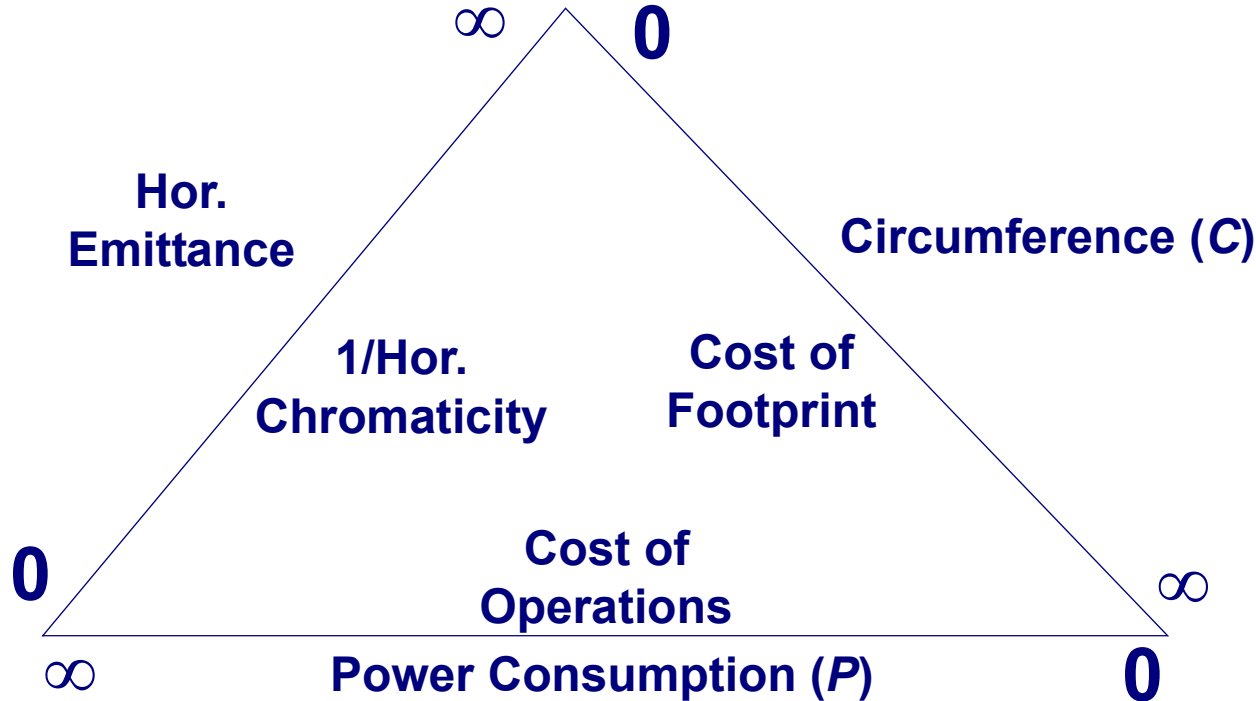 ∞
0
Hor.
Emittance
Circumference (C)
1/Hor.
Chromaticity
Cost of
Footprint
0
Cost of
Operations
∞
∞
Power Consumption (P)
0